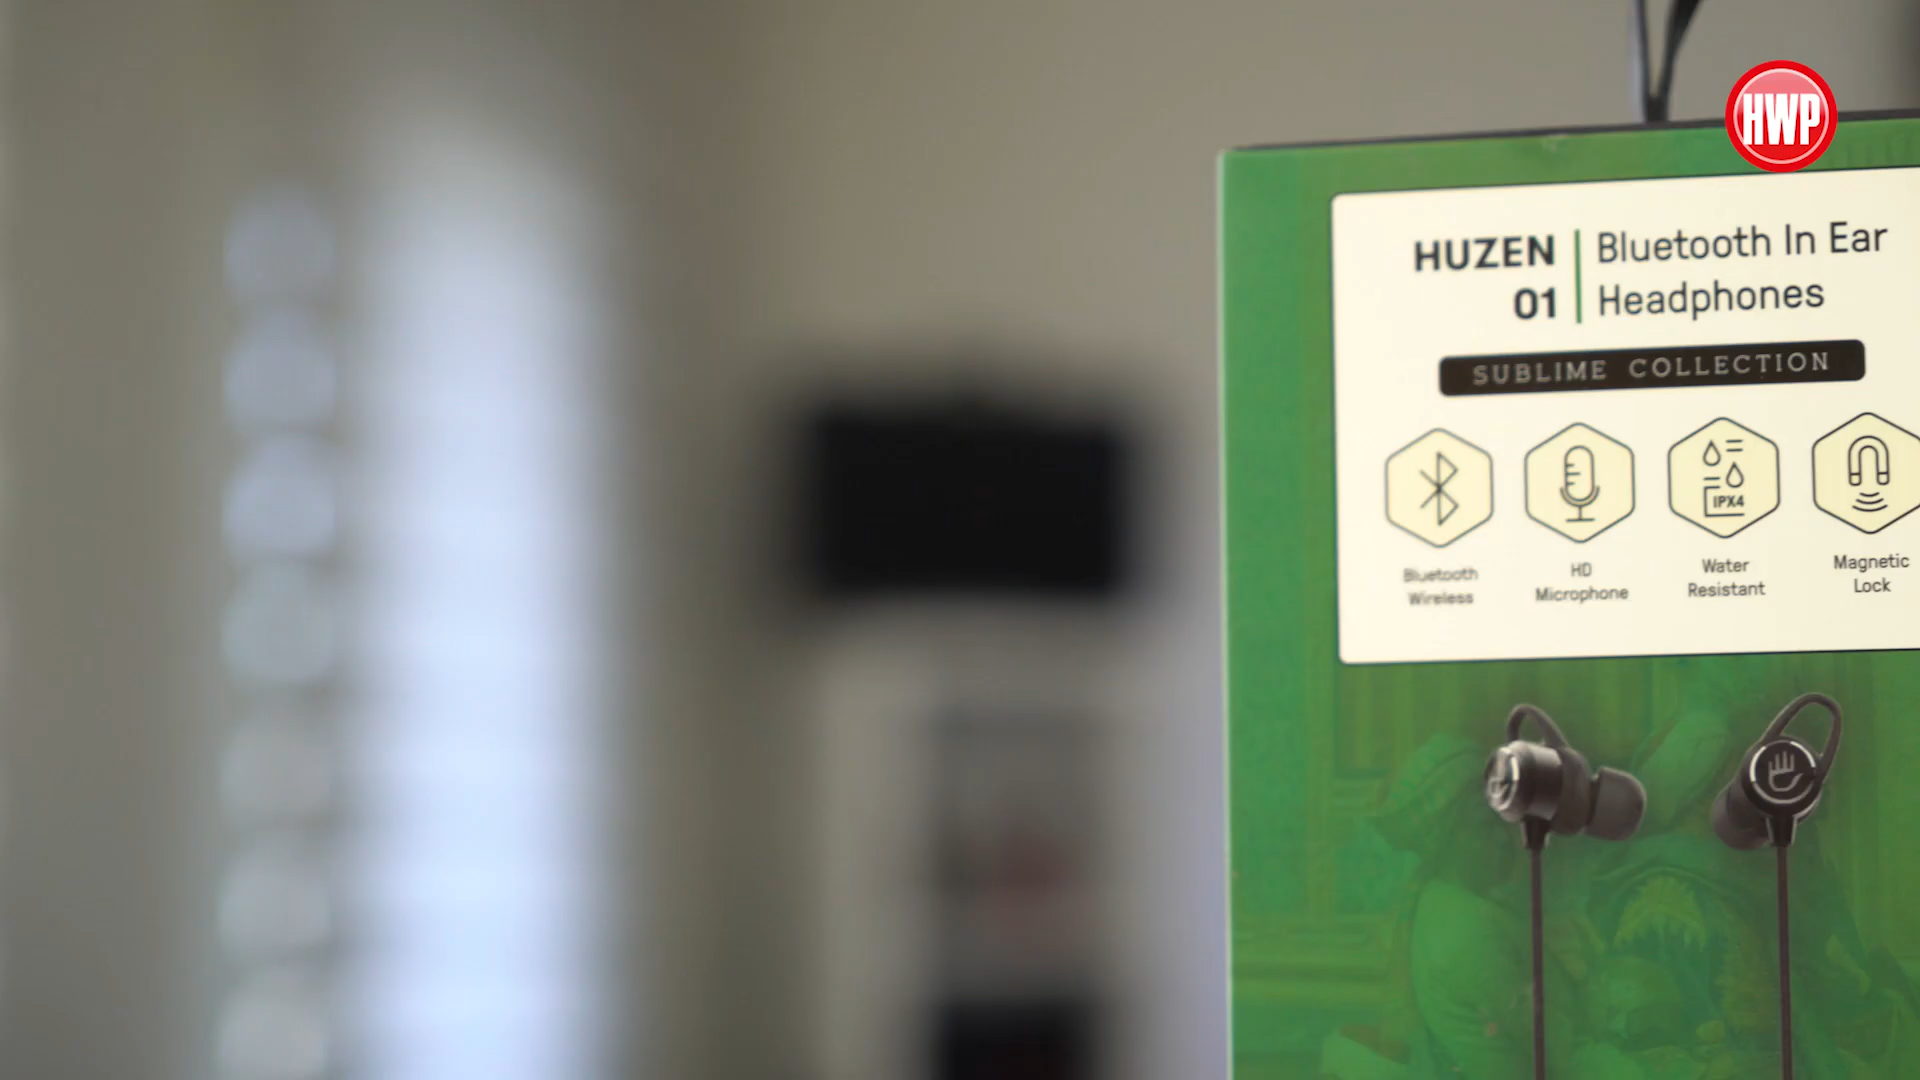 HWP
HUZEN
01
Bluetooth In Ear
Headphones
SUBLIME COLLECTION
IPX4
Bluetooth
Wireless
HD
Microphone
Water
Resistant
Magnetic
Lock